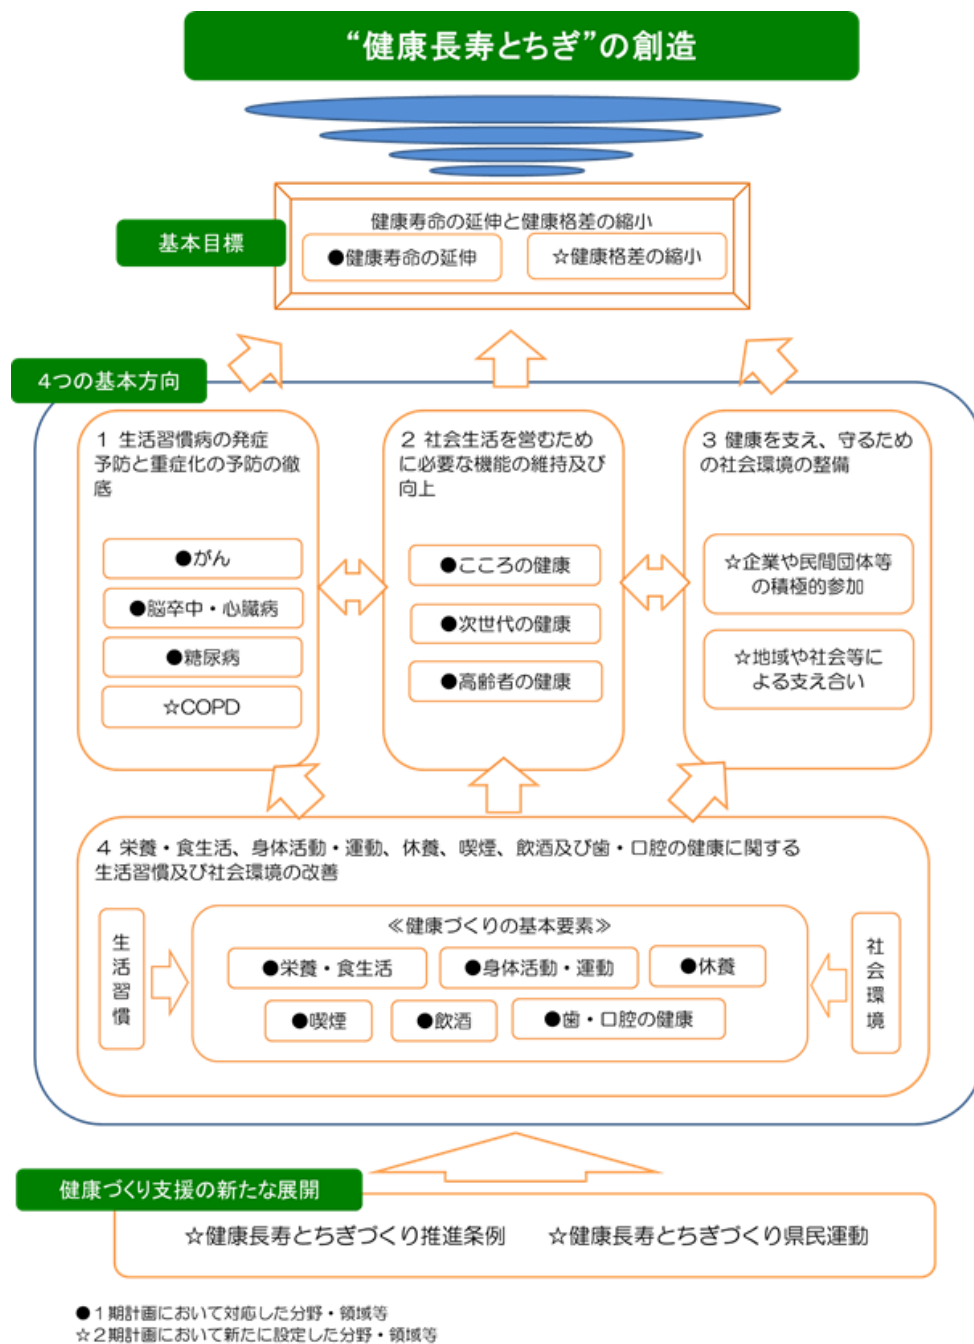 “健康長寿とちぎ”の創造
基本目標
健康寿命の延伸と健康格差の縮小
●健康寿命の延伸
☆健康格差の縮小
4つの基本方向
1 生活習慣病の発症
予防と重症化の予防の徹
底
●がん
●脳卒中・心臓病
●糖尿病
☆COPD
2 社会生活を営むため
に必要な機能の維持及び
向上
●こころの健康
●次世代の健康
●高齢者の健康
3 健康を支え、守るため
の社会環境の整備
☆企業や民間団体等
の積極的参加
☆地域や社会等に
よる支え合い
4 栄養・食生活、身体活動・運動、休養、喫煙、飲酒及び歯・口腔の健康に関する
生活習慣及び社会環境の改善
生活習慣
≪健康づくりの基本要素≫
●栄養・食生活
●身体活動・運動
●休養
●喫煙
●飲酒
●歯・口腔の健康
社会環境
健康づくり支援の新たな展開
☆健康長寿とちぎづくり推進条例
☆健康長寿とちぎづくり県民運動
●1期計画において対応した分野・領域等
☆2期計画において新たに設定した分野・領域等